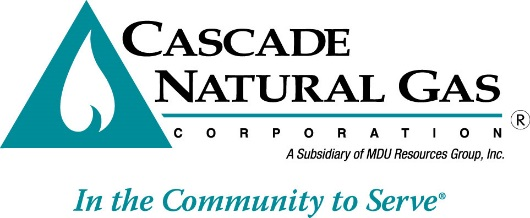 CASCADE
NATURAL GAS
CORPORATION®
A Subsidiary of MDU Resources Group, Inc.
In the Community to Serve®